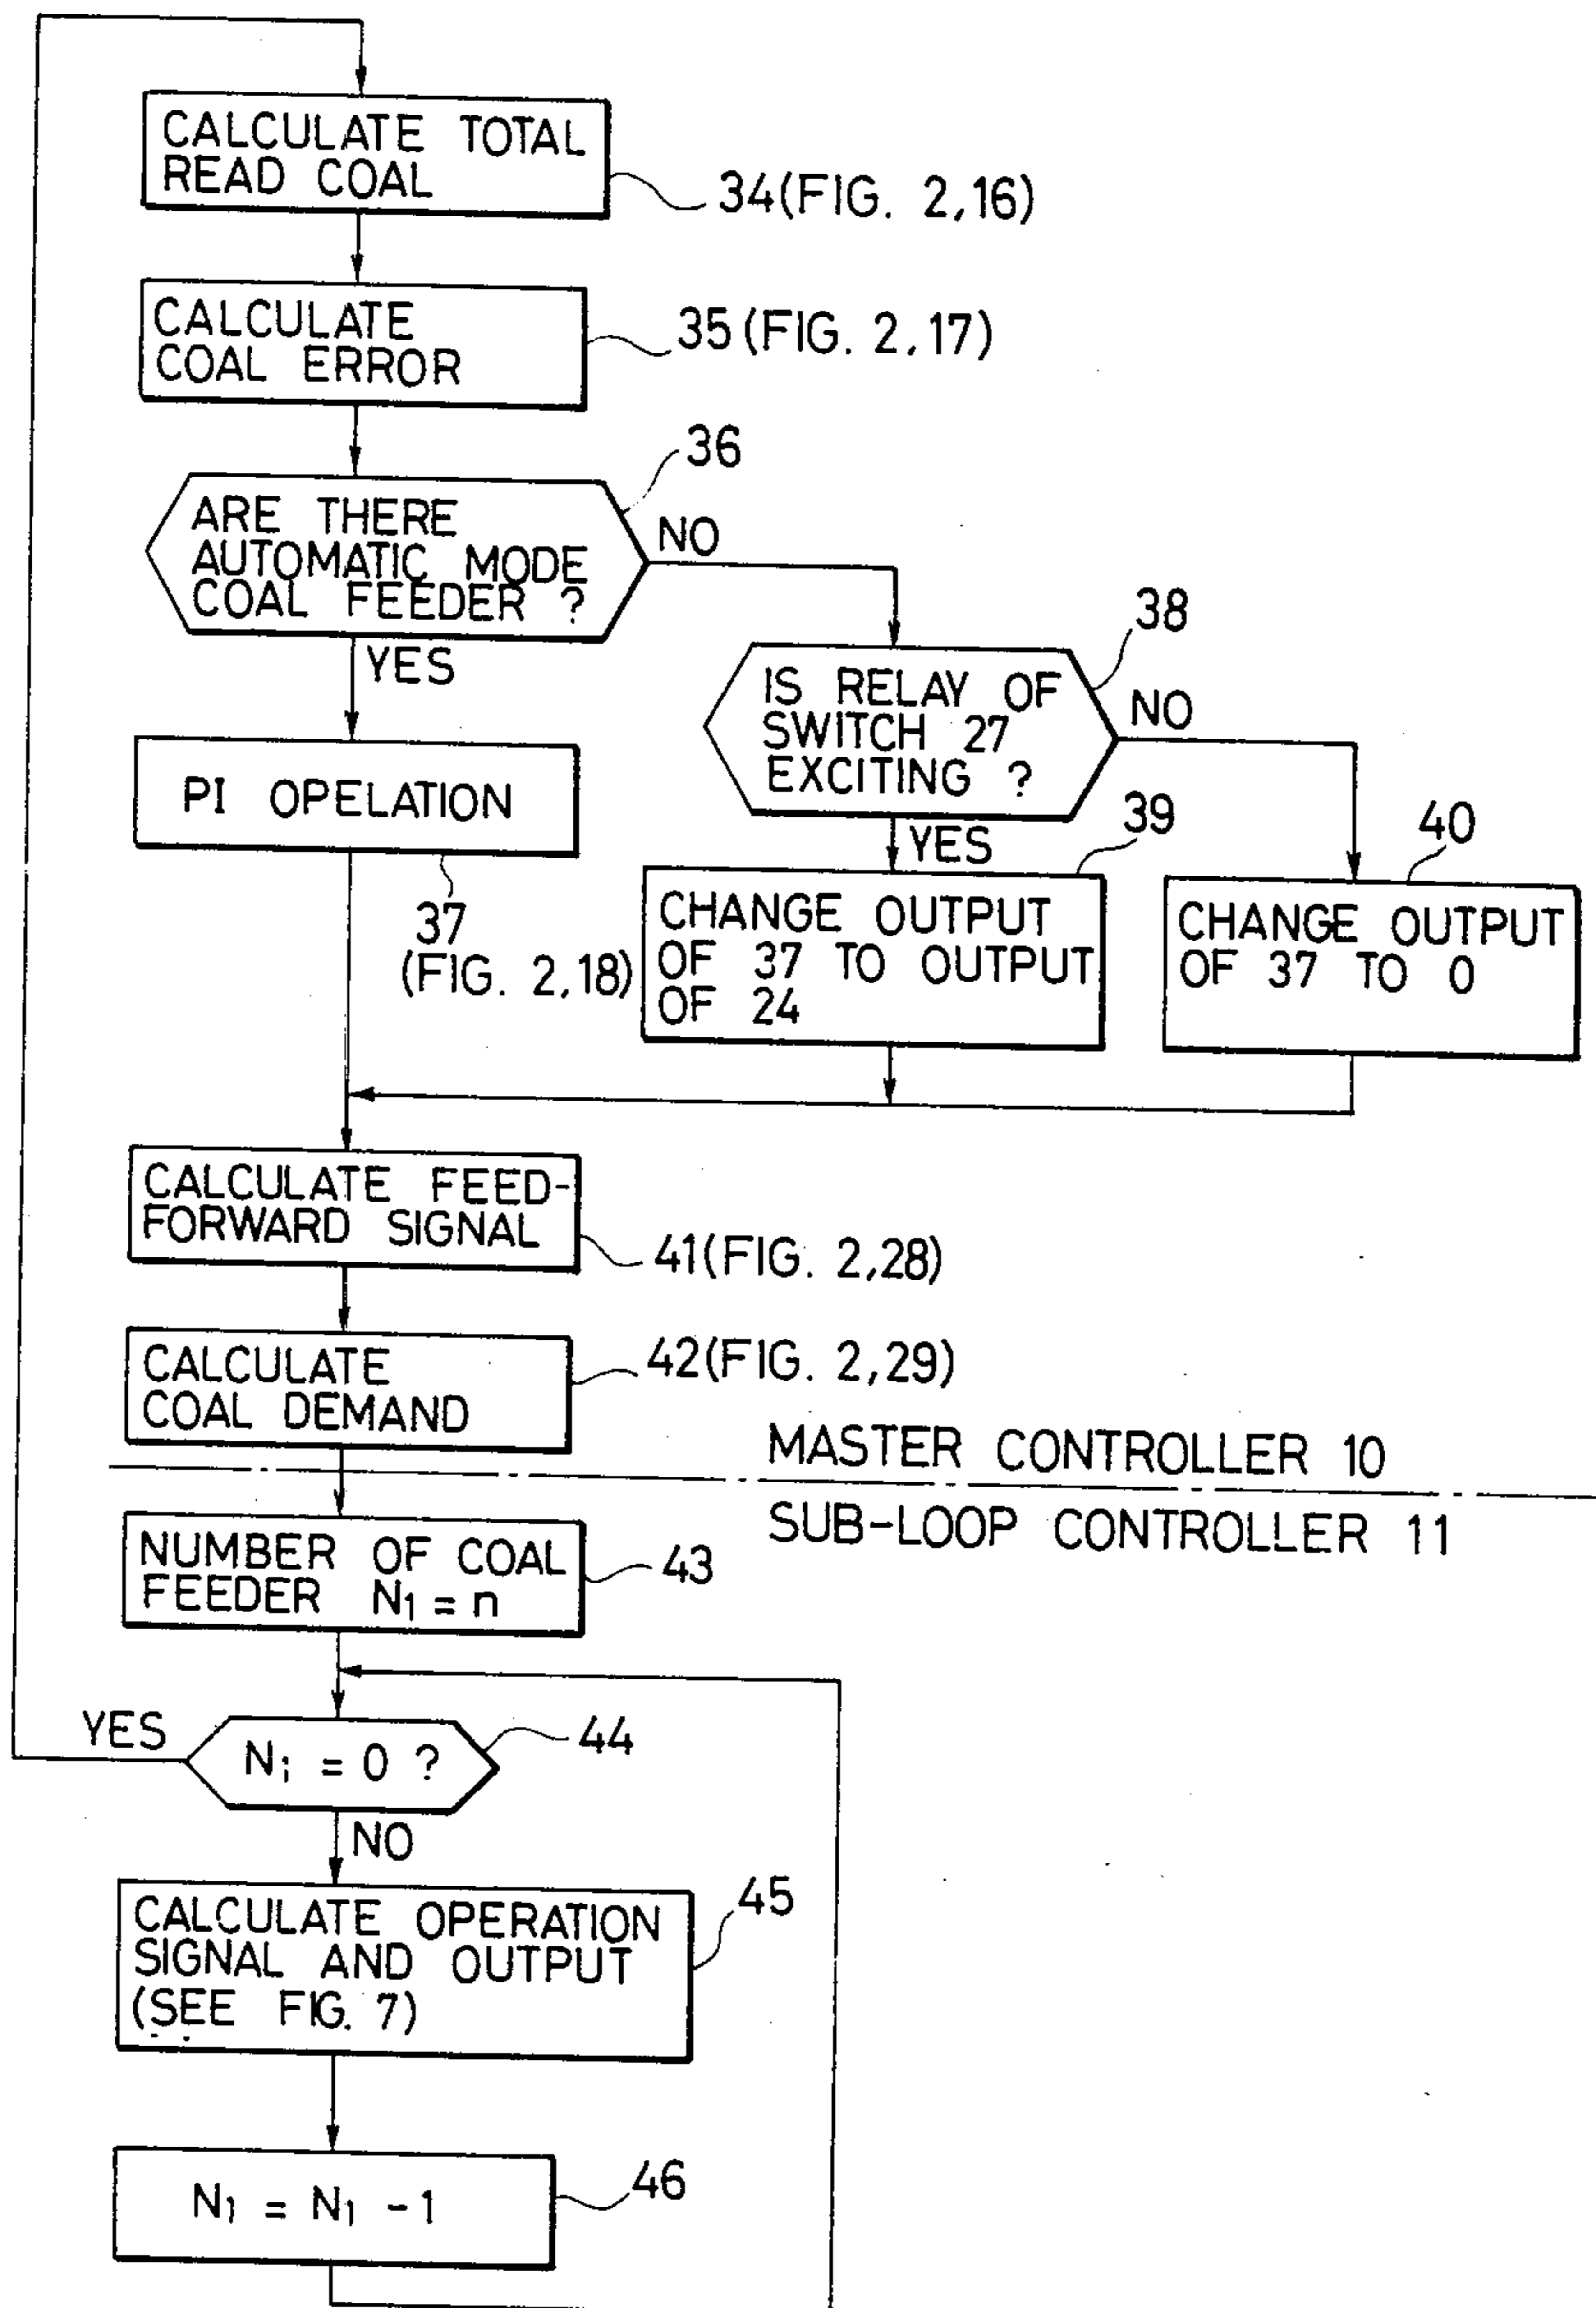 CALCULATE TOTAL
READ COAL
34(FIG. 2,16)
CALCULATE
COAL ERROR
35(FIG. 2,17)
36
ARE THERE
AUTOMATIC MODE
COAL FEEDER ?
NO
YES
38
IS RELAY OF
SWITCH 27
EXCITING ?
NO
YES
PI OPELATION
37
(FIG. 2,18)
39
CHANGE OUTPUT
OF 37 TO OUTPUT
OF 24
40
CHANGE OUTPUT
OF 37 TO 0
CALCULATE FEED-
FORWARD SIGNAL
41(FIG. 2,28)
CALCULATE
COAL DEMAND
42(FIG. 2,29)
MASTER CONTROLLER 10
SUB-LOOP CONTROLLER 11
NUMBER OF COAL
FEEDER N₁ = n
43
YES
N₁ = 0 ?
44
NO
CALCULATE OPERATION
SIGNAL AND OUTPUT
(SEE FIG. 7)
45
N₁ = N₁ - 1
46